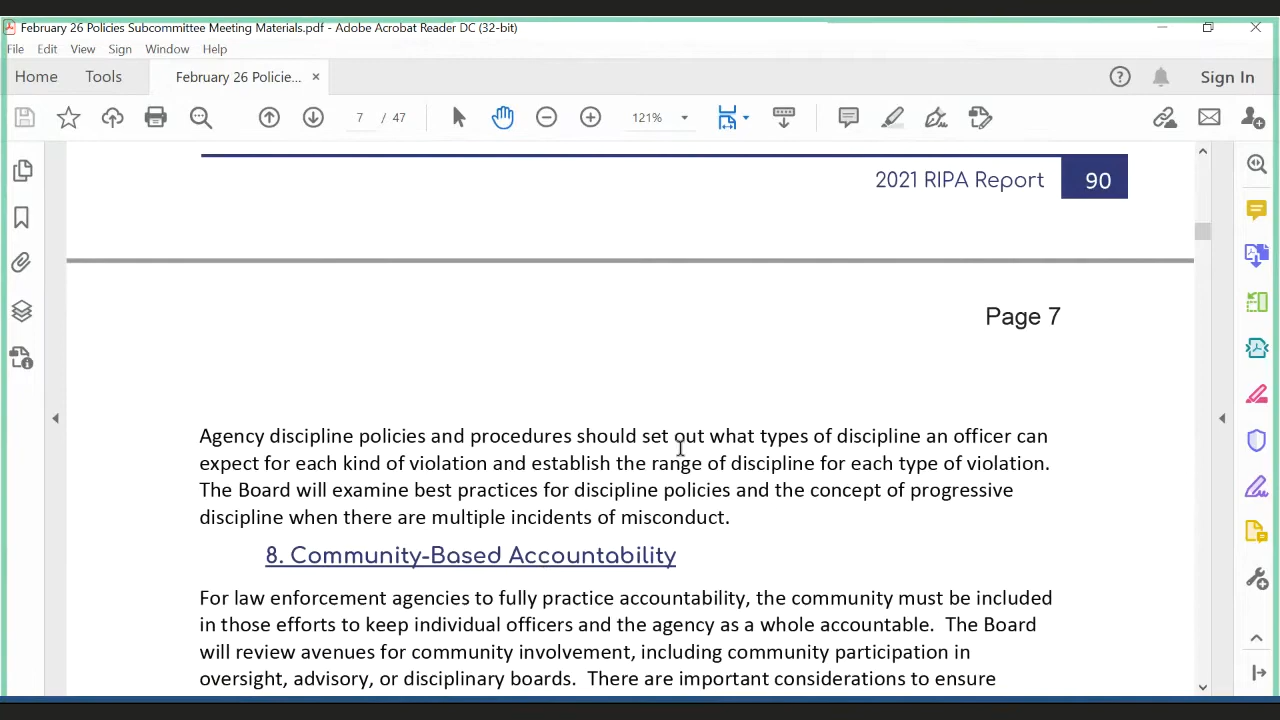 February 26 Policies Subcommittee Meeting Materials.pdf - Adobe Acrobat Reader DC (32-bit)
File Edit View Sign Window Help
Home Tools February 26 Policie... × Sign In
7 / 47 121%
2021 RIPA Report 90
Page 7
Agency discipline policies and procedures should set out what types of discipline an officer can
expect for each kind of violation and establish the range of discipline for each type of violation.
The Board will examine best practices for discipline policies and the concept of progressive
discipline when there are multiple incidents of misconduct.
8. Community-Based Accountability
For law enforcement agencies to fully practice accountability, the community must be included
in those efforts to keep individual officers and the agency as a whole accountable.  The Board
will review avenues for community involvement, including community participation in
oversight, advisory, or disciplinary boards.  There are important considerations to ensure